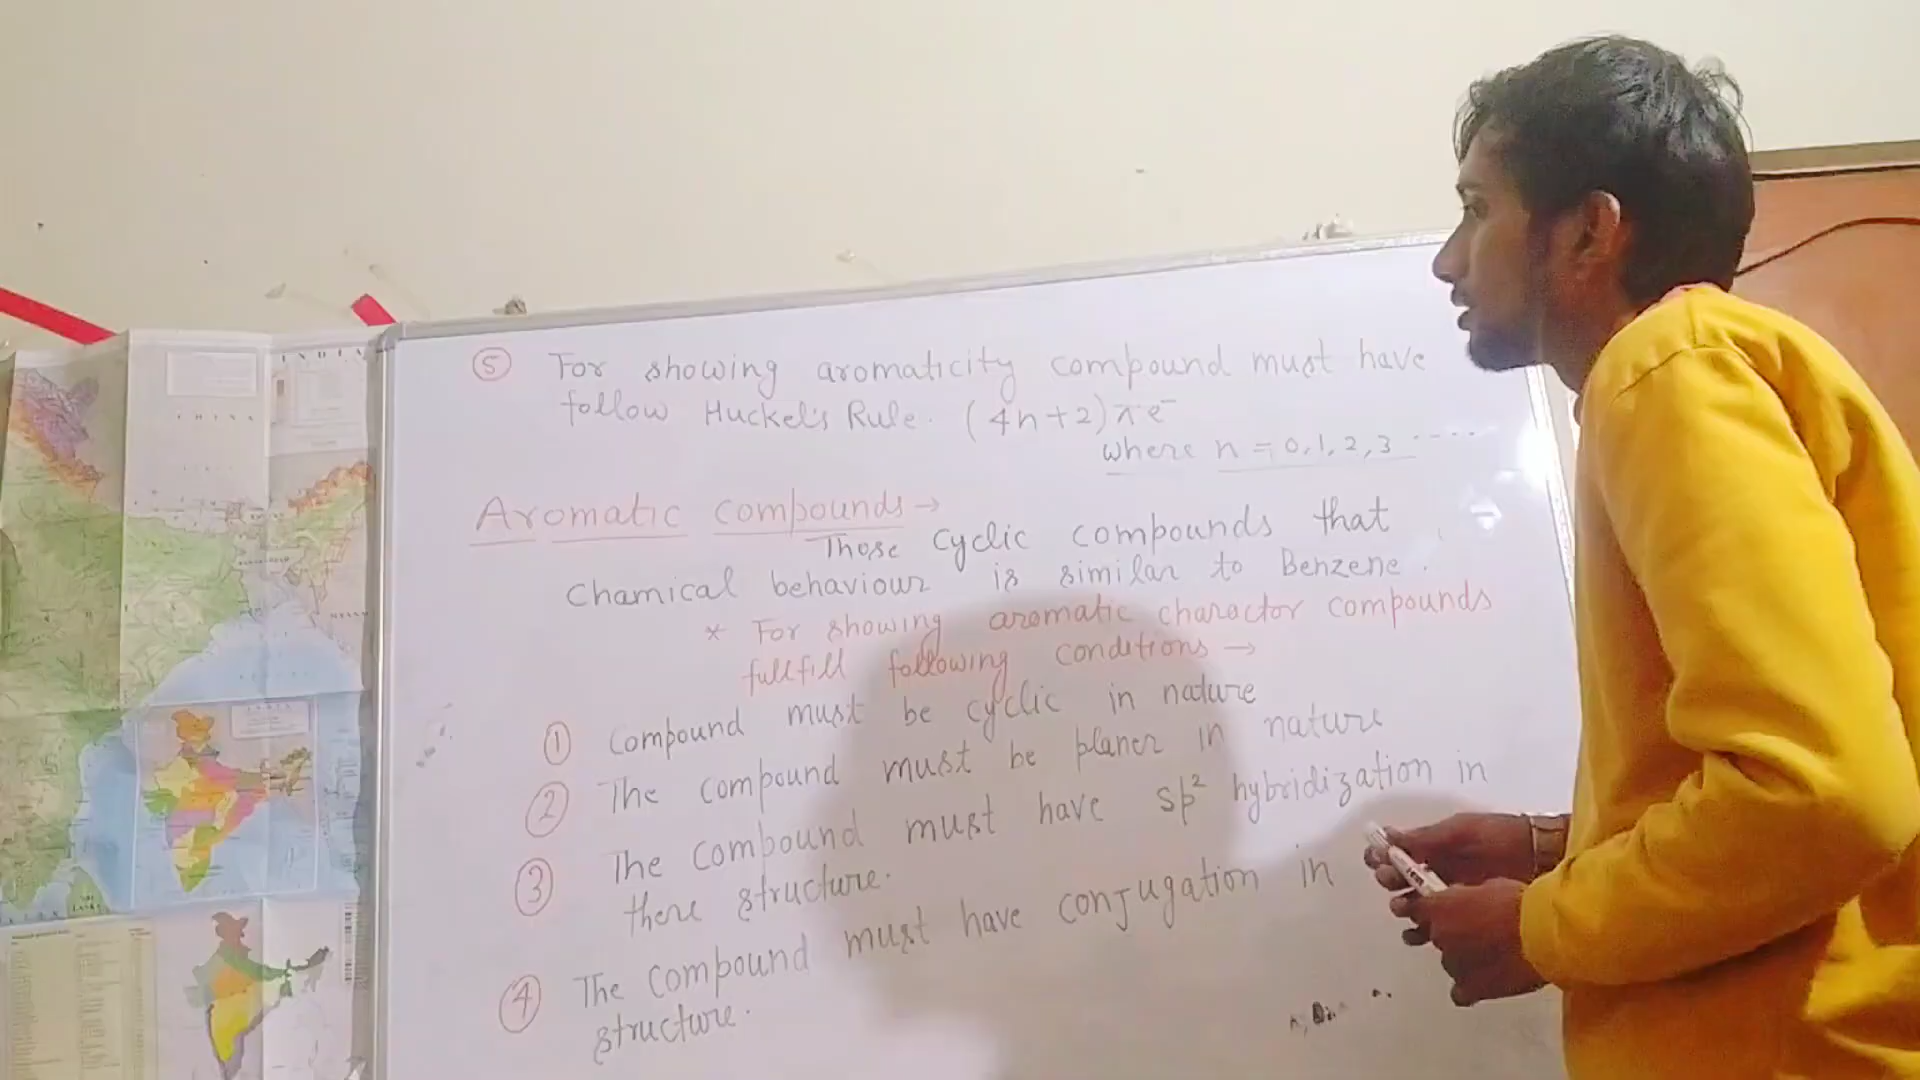 ⑤ For showing aromaticity compound must have
follow Huckel's Rule. (4n+2)πe⁻
where n = 0,1,2,3 ....
Aromatic compounds →
Those cyclic compounds that
chamical behaviour is similar to Benzene.
* For showing aromatic charactor compounds
fullfill following conditions →
① Compound must be cyclic in nature
② The compound must be planer in nature
③ The compound must have sp² hybridization in
there structure.
④ The compound must have conjugation in
structure.
INDIA
CHINA